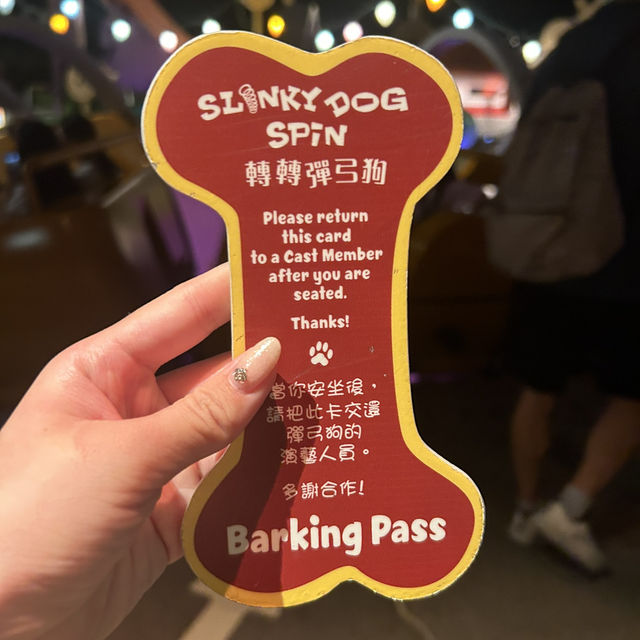 SLINKY DOG
SPIN
轉轉彈弓狗
Please return
this card
to a Cast Member
after you are
seated.
Thanks!
當你安坐後，
請把此卡交還
彈弓狗的
演藝人員。
多謝合作!
Barking Pass